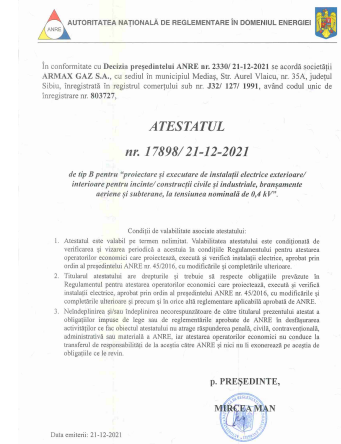 ANRE
AUTORITATEA NAȚIONALĂ DE REGLEMENTARE ÎN DOMENIUL ENERGIEI
În conformitate cu Decizia președintelui ANRE nr. 2330/ 21-12-2021 se acordă societății
ARMAX GAZ S.A., cu sediul în municipiul Mediaș, Str. Aurel Vlaicu, nr. 35A, județul
Sibiu, înregistrată în registrul comerțului sub nr. J32/ 127/ 1991, având codul unic de
înregistrare nr. 803727,
ATESTATUL
nr. 17898/ 21-12-2021
de tip B pentru "proiectare și executare de instalații electrice exterioare/
interioare pentru incinte/ construcții civile și industriale, branșamente
aeriene și subterane, la tensiunea nominală de 0,4 kV".
Condiții de valabilitate asociate atestatului:
1. Atestatul este valabil pe termen nelimitat. Valabilitatea atestatului este condiționată de
verificarea și vizarea periodică a acestuia în condițiile Regulamentului pentru atestarea
operatorilor economici care proiectează, execută și verifică instalații electrice, aprobat prin
ordin al președintelui ANRE nr. 45/2016, cu modificările și completările ulterioare.
2. Titularul atestatului are drepturile și trebuie să respecte obligațiile prevăzute în
Regulamentul pentru atestarea operatorilor economici care proiectează, execută și verifică
instalații electrice, aprobat prin ordin al președintelui ANRE nr. 45/2016, cu modificările și
completările ulterioare și precum și în orice altă reglementare aplicabilă aprobată de ANRE.
3. Neîndeplinirea și/sau îndeplinirea necorespunzătoare de către titularul prezentului atestat a
obligațiilor impuse de lege sau de reglementările aprobate de ANRE în desfășurarea
activităților ce fac obiectul atestatului nu atrage răspunderea penală, civilă, contravențională,
administrativă sau materială a ANRE, iar atestarea operatorilor economici nu conduce la
transferul de responsabilități de la aceștia către ANRE și nici nu îi exonerează pe aceștia de
obligațiile ce le revin.
p. PREȘEDINTE,
MIRCEA MAN
Data emiterii: 21-12-2021